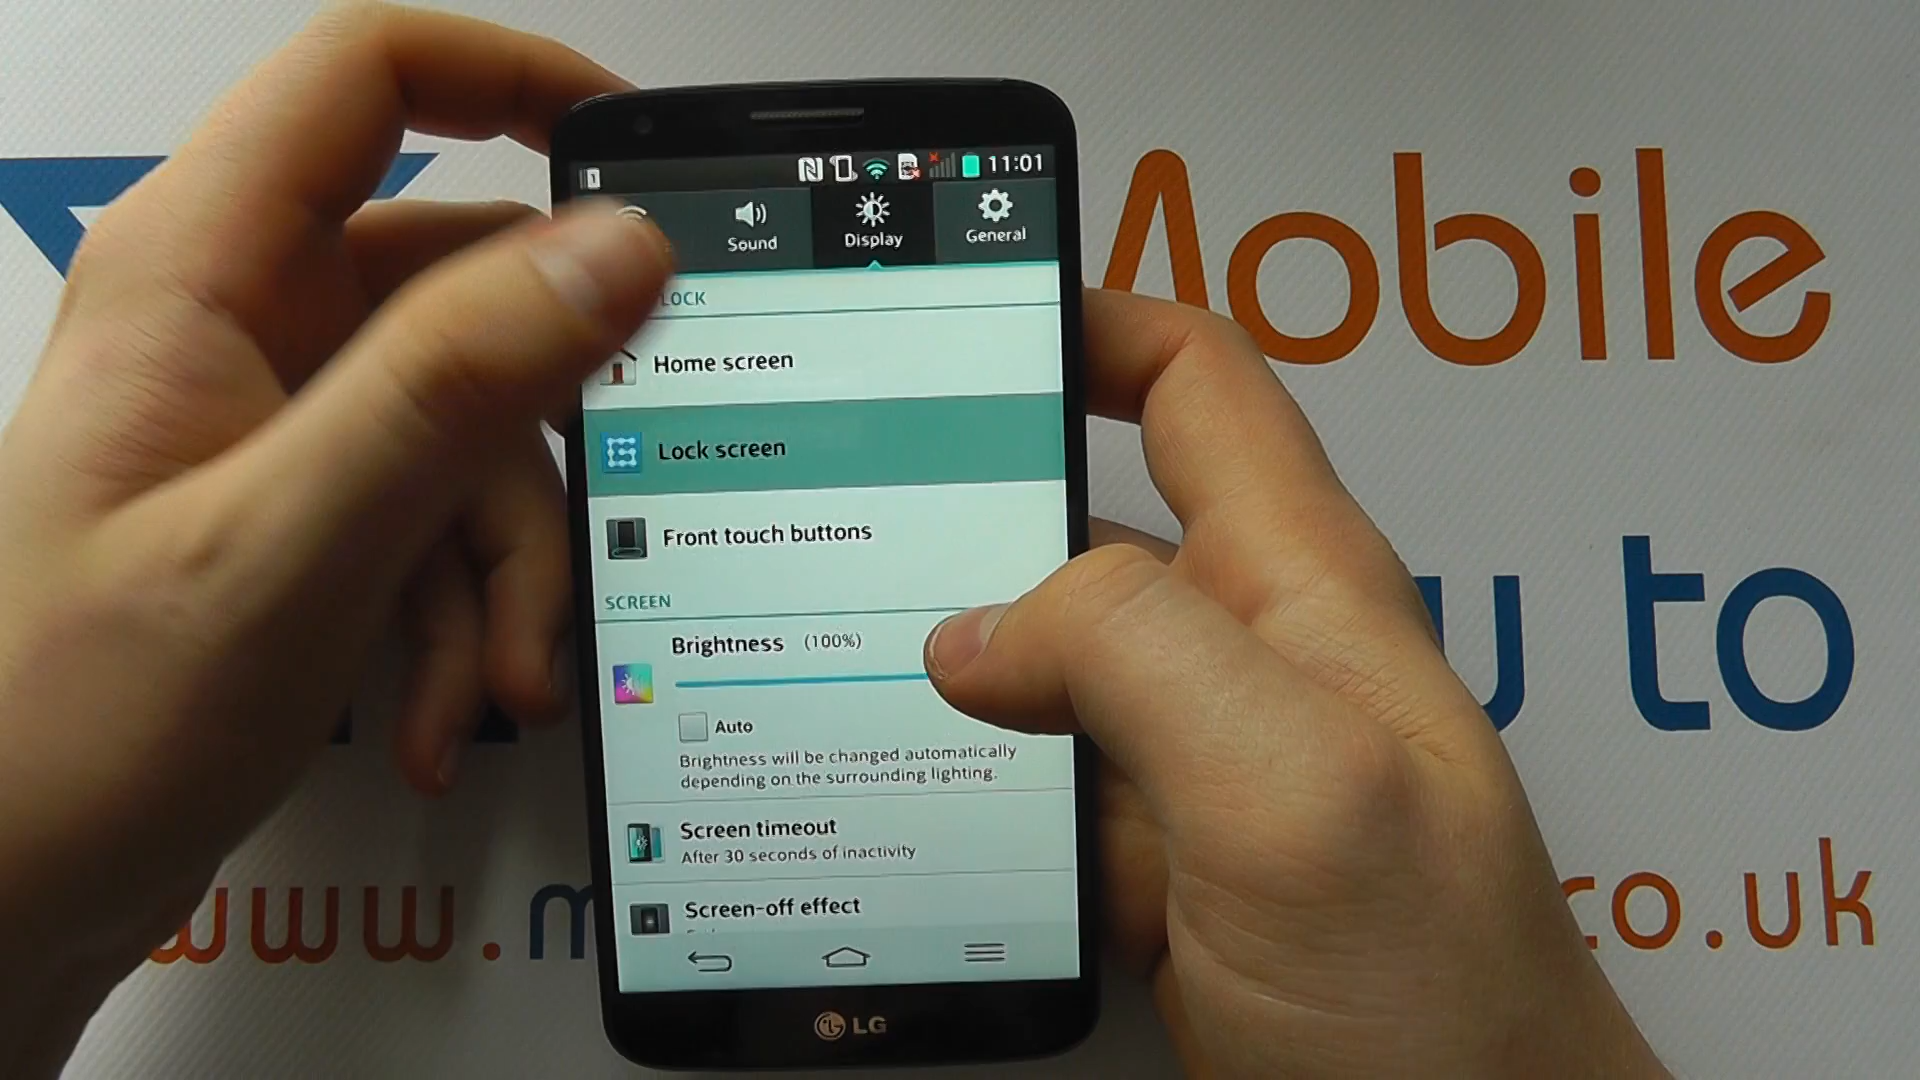 1
11:01
Sound
Display
General
LOCK
Home screen
Lock screen
Front touch buttons
SCREEN
Brightness (100%)
Auto
Brightness will be changed automatically
depending on the surrounding lighting.
Screen timeout
After 30 seconds of inactivity
Screen-off effect
LG
Mobile
to
www.m
co.uk